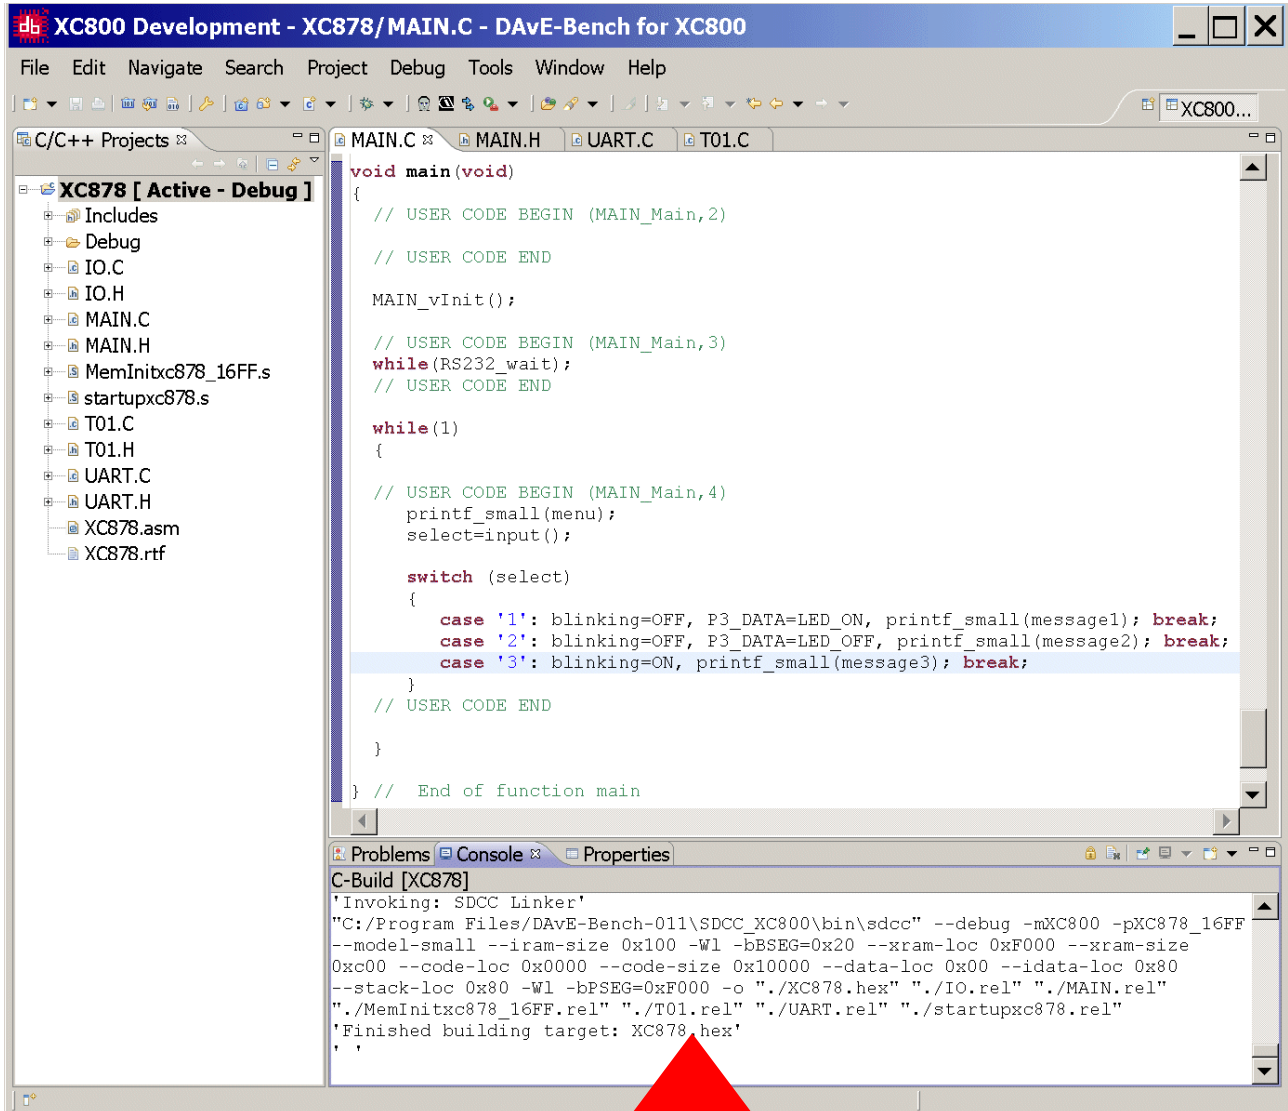 XC800 Development - XC878/MAIN.C - DAvE-Bench for XC800
File Edit Navigate Search Project Debug Tools Window Help
XC800...
C/C++ Projects
MAIN.C MAIN.H UART.C T01.C
XC878 [ Active - Debug ]
Includes
Debug
IO.C
IO.H
MAIN.C
MAIN.H
MemInitxc878_16FF.s
startupxc878.s
T01.C
T01.H
UART.C
UART.H
XC878.asm
XC878.rtf
void main(void)
{
// USER CODE BEGIN (MAIN_Main,2)
// USER CODE END
MAIN_vInit();
// USER CODE BEGIN (MAIN_Main,3)
while(RS232_wait);
// USER CODE END
while(1)
{
// USER CODE BEGIN (MAIN_Main,4)
printf_small(menu);
select=input();
switch (select)
{
case '1': blinking=OFF, P3_DATA=LED_ON, printf_small(message1); break;
case '2': blinking=OFF, P3_DATA=LED_OFF, printf_small(message2); break;
case '3': blinking=ON, printf_small(message3); break;
}
// USER CODE END
}
} // End of function main
Problems Console Properties
C-Build [XC878]
'Invoking: SDCC Linker'
"C:/Program Files/DAvE-Bench-011\SDCC_XC800\bin\sdcc" --debug -mXC800 -pXC878_16FF
--model-small --iram-size 0x100 -Wl -bBSEG=0x20 --xram-loc 0xF000 --xram-size
0xc00 --code-loc 0x0000 --code-size 0x10000 --data-loc 0x00 --idata-loc 0x80
--stack-loc 0x80 -Wl -bPSEG=0xF000 -o "./XC878.hex" "./IO.rel" "./MAIN.rel"
"./MemInitxc878_16FF.rel" "./T01.rel" "./UART.rel" "./startupxc878.rel"
'Finished building target: XC878.hex'
' '